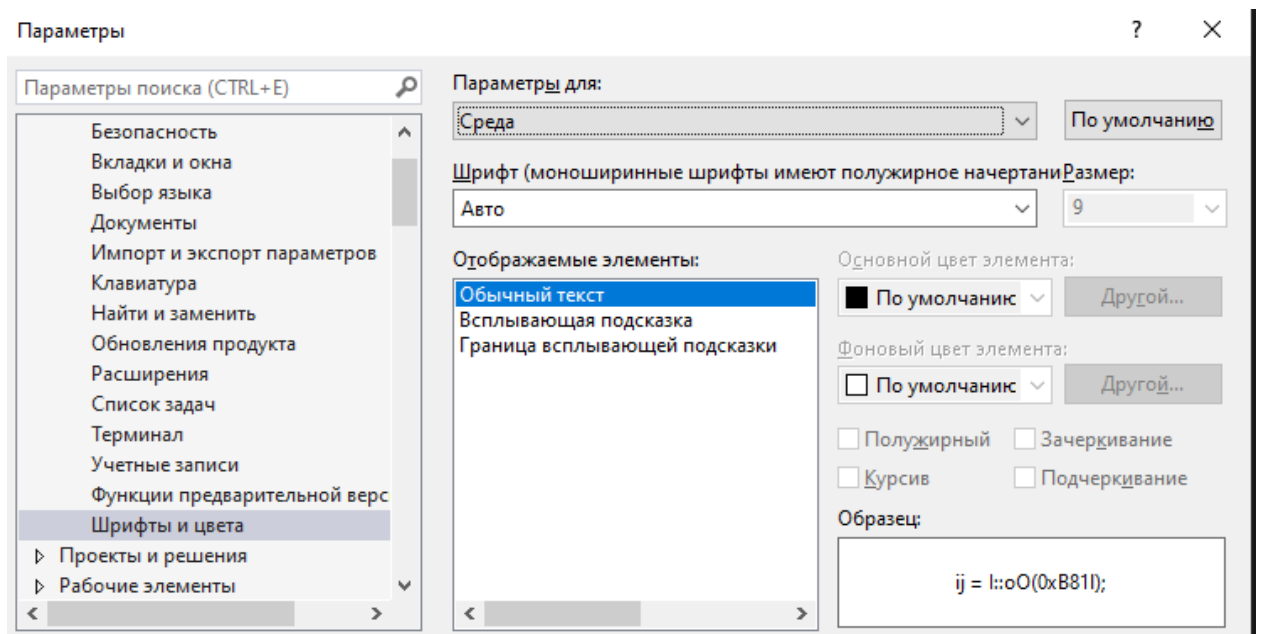 Параметры
?
Параметры поиска (CTRL+E)
Безопасность
Вкладки и окна
Выбор языка
Документы
Импорт и экспорт параметров
Клавиатура
Найти и заменить
Обновления продукта
Расширения
Список задач
Терминал
Учетные записи
Функции предварительной верс
Шрифты и цвета
Проекты и решения
Рабочие элементы
Параметры для:
Среда
По умолчанию
Шрифт (моноширинные шрифты имеют полужирное начертани
Размер:
Авто
9
Отображаемые элементы:
Обычный текст
Всплывающая подсказка
Граница всплывающей подсказки
Основной цвет элемента:
По умолчаник
Другой...
Фоновый цвет элемента:
По умолчаник
Другой...
Полужирный
Зачеркивание
Курсив
Подчеркивание
Образец:
ij = I::oO(0xB81l);